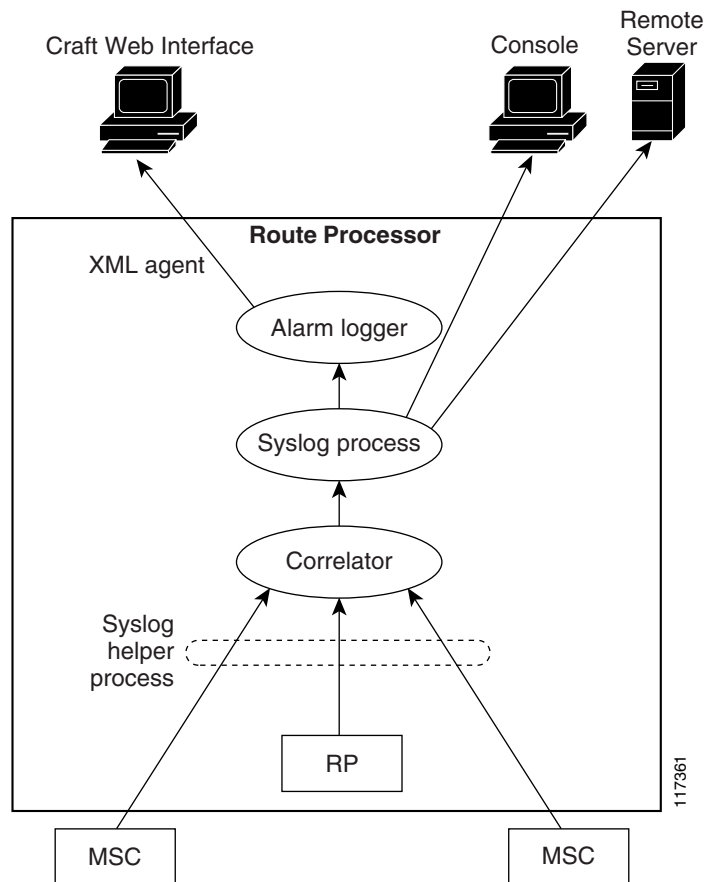 Remote
Server
Craft Web Interface
Console
Route Processor
XML agent
Alarm logger
Syslog process
Correlator
Syslog
helper
process
RP
117361
MSC
MSC